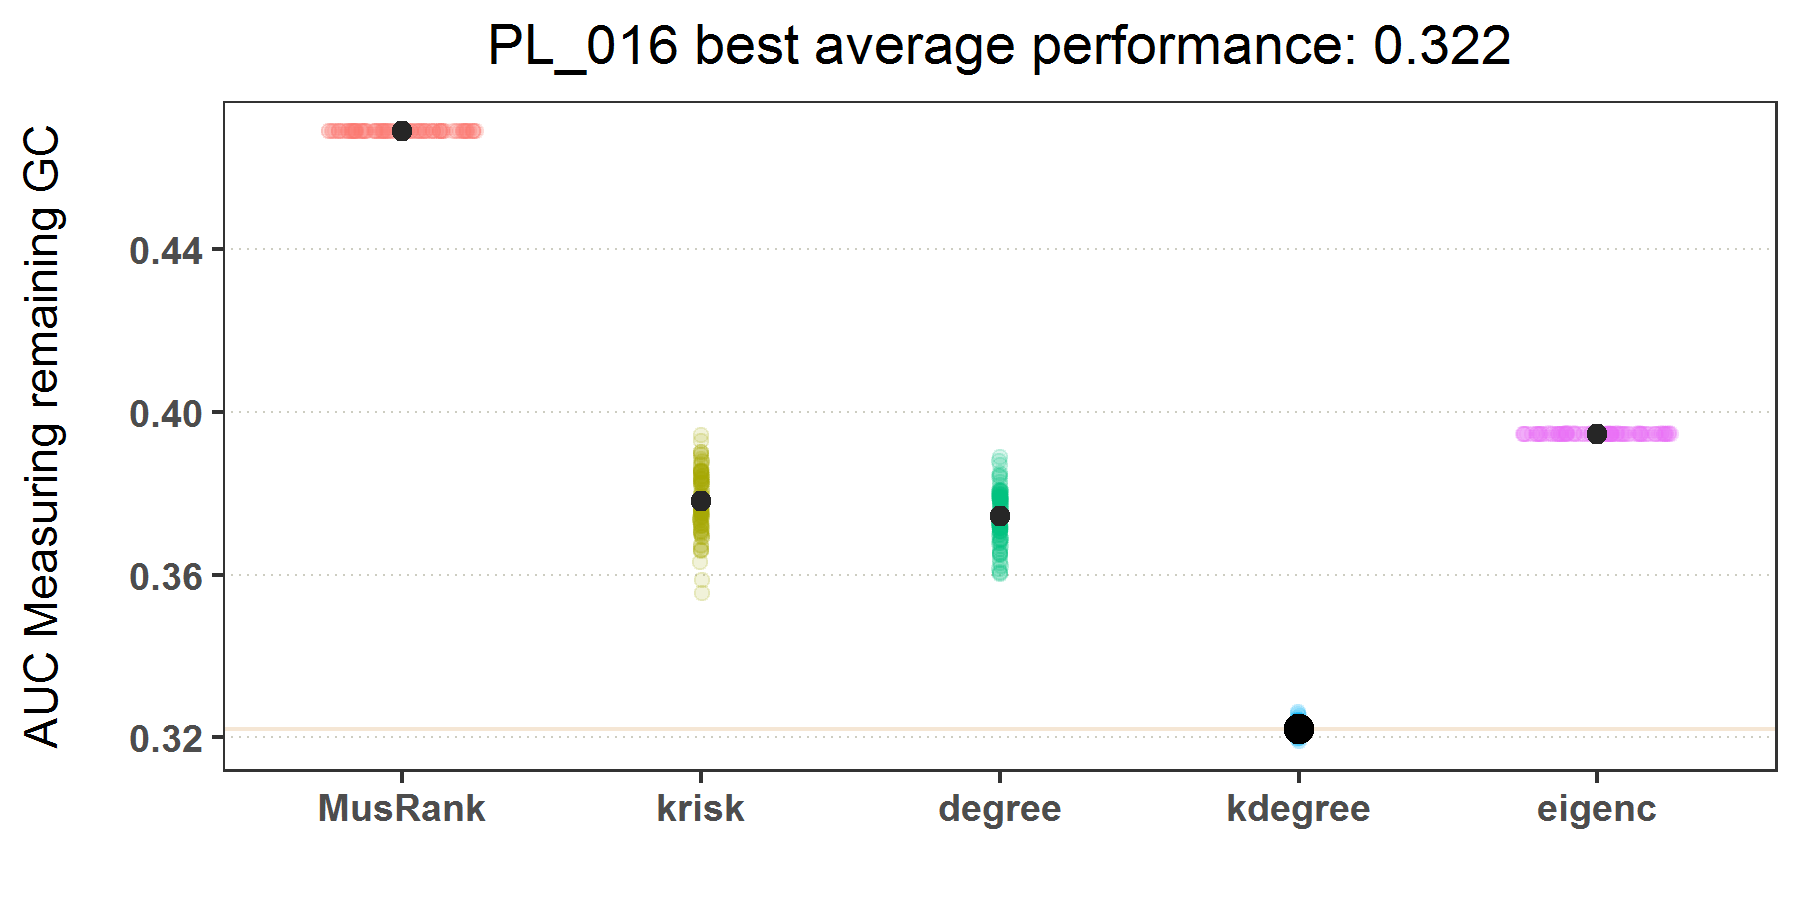 PL_016 best average performance: 0.322
AUC Measuring remaining GC
0.44
0.40
0.36
0.32
MusRank krisk degree kdegree eigenc